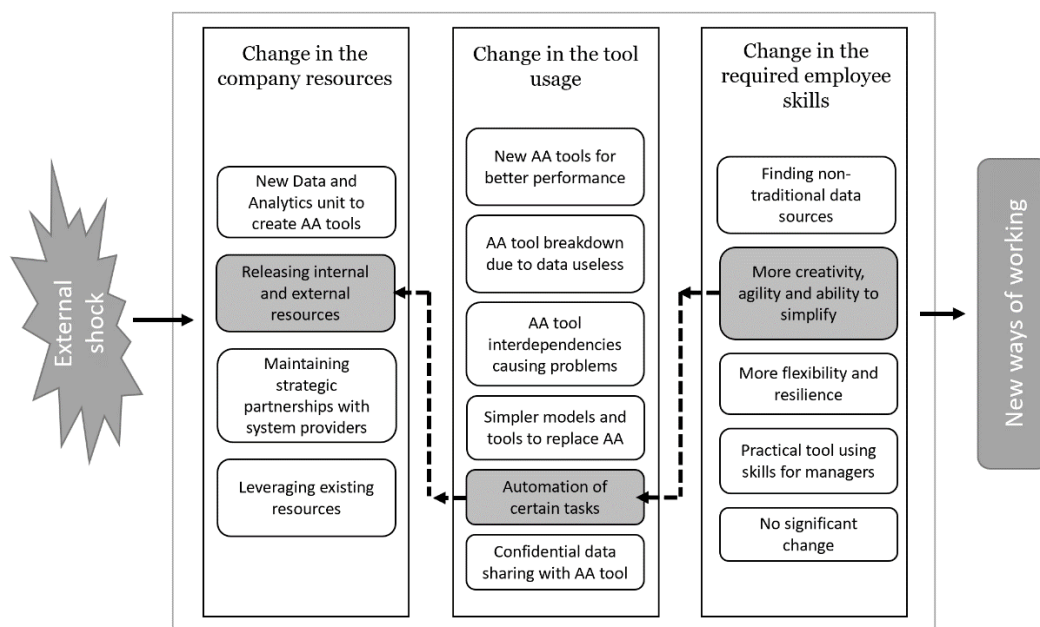 External
shock
Change in the
company resources
New Data and
Analytics unit to
create AA tools
Releasing internal
and external
resources
Maintaining
strategic
partnerships with
system providers
Leveraging existing
resources
Change in the tool
usage
New AA tools for
better performance
AA tool breakdown
due to data useless
AA tool
interdependencies
causing problems
Simpler models and
tools to replace AA
Automation of
certain tasks
Confidential data
sharing with AA tool
Change in the
required employee
skills
Finding non-
traditional data
sources
More creativity,
agility and ability to
simplify
More flexibility and
resilience
Practical tool using
skills for managers
No significant
change
New ways of working